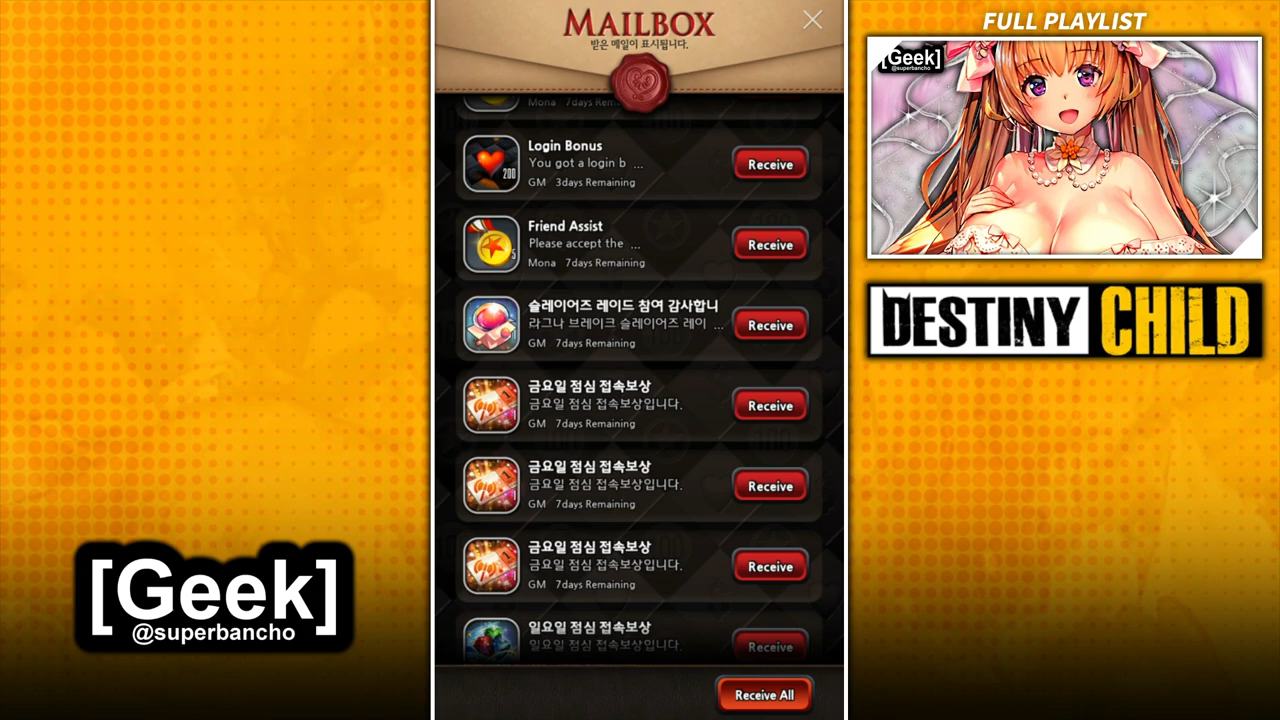 MAILBOX
받은 메일이 표시됩니다.
Mona 7days Rem
Login Bonus
You got a login b ...
GM 3days Remaining
200
Receive
Friend Assist
Please accept the ...
Mona 7days Remaining
5
Receive
슬레이어즈 레이드 참여 감사합니
라그나 브레이크 슬레이어즈 레이 ...
GM 7days Remaining
Receive
금요일 점심 접속보상
금요일 점심 접속보상입니다.
GM 7days Remaining
Receive
금요일 점심 접속보상
금요일 점심 접속보상입니다.
GM 7days Remaining
Receive
금요일 점심 접속보상
금요일 점심 접속보상입니다.
GM 7days Remaining
Receive
일요일 점심 접속보상
일요일 점심 접속보상입니다.
Receive
Receive All
[Geek]
@superbancho
FULL PLAYLIST
[Geek]
@superbancho
DESTINY CHILD